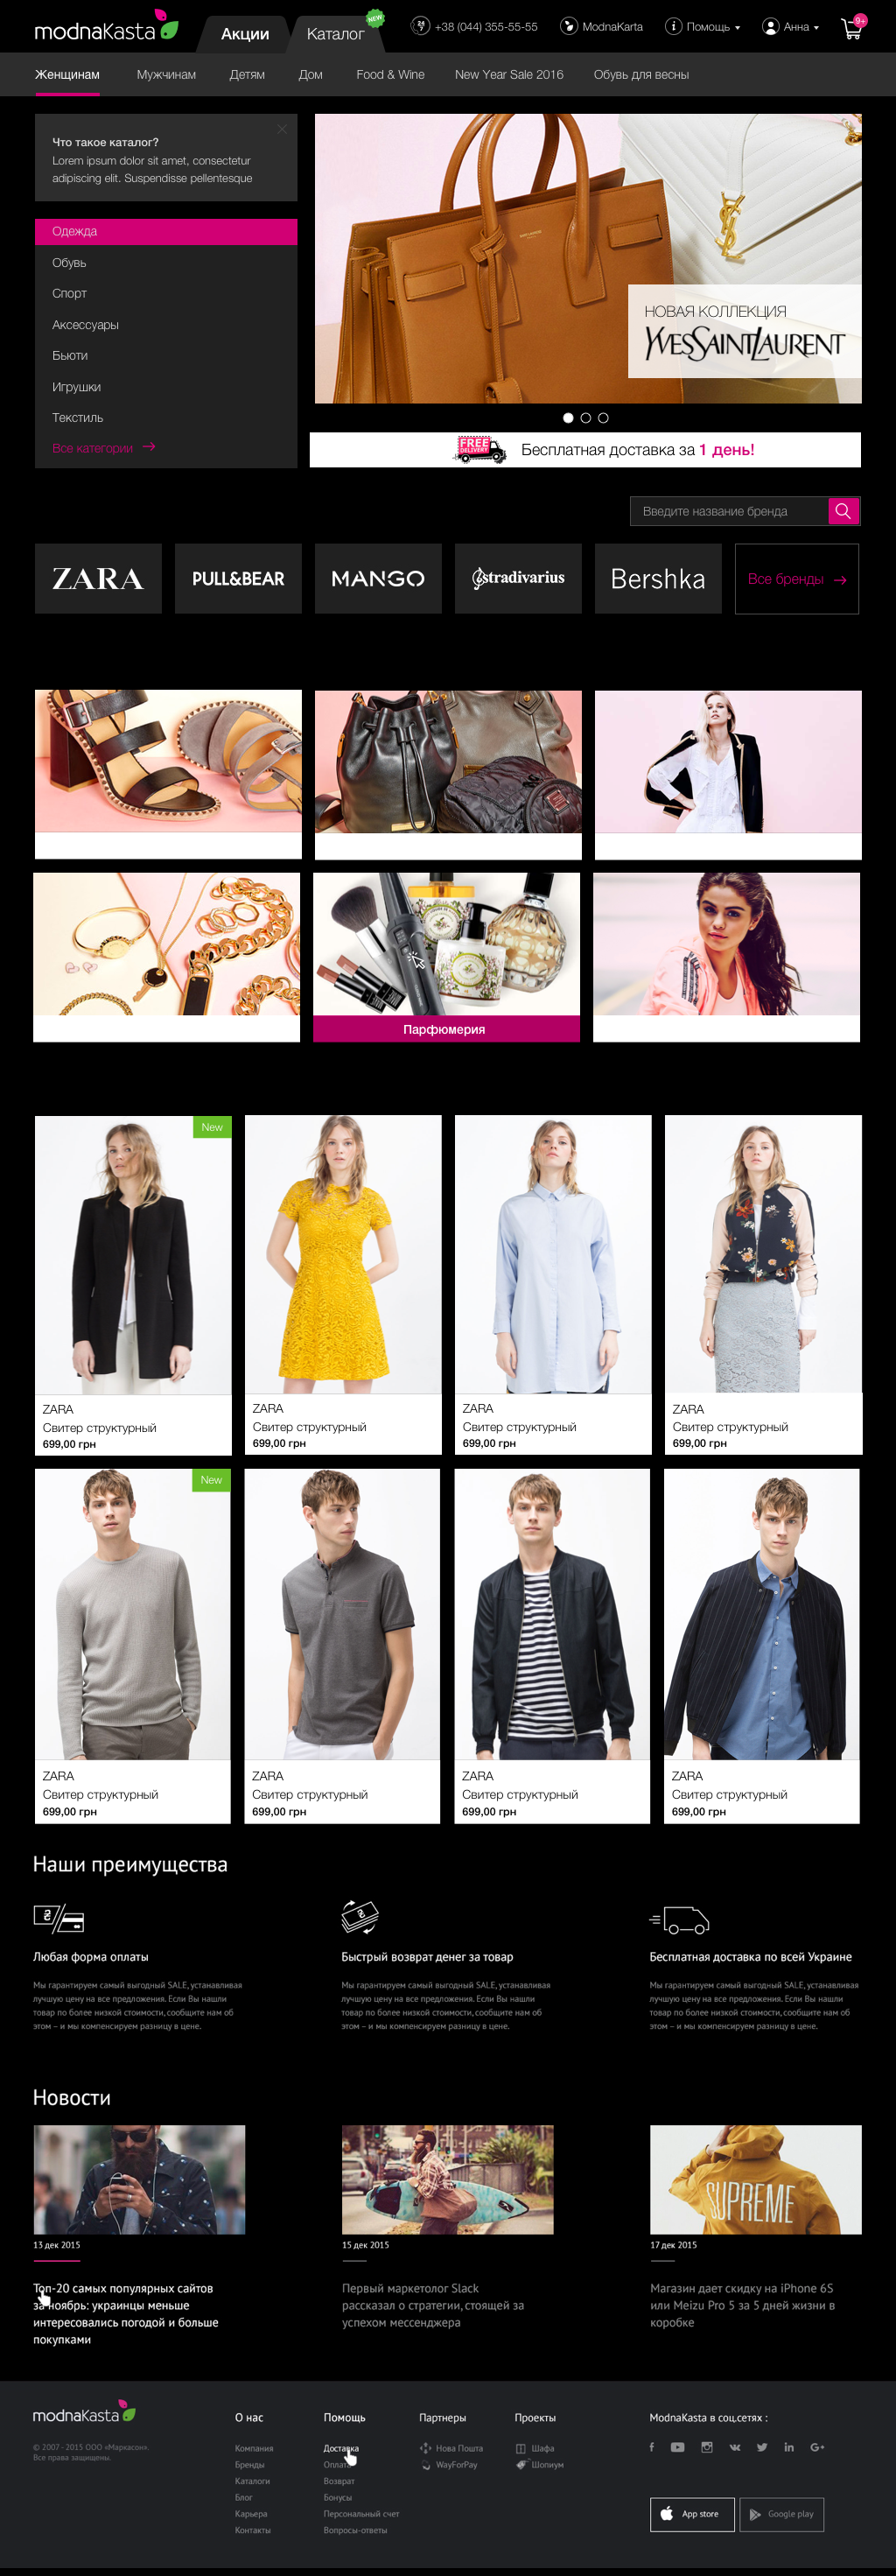 modnaKasta
Акции
Каталог
NEW
24
7
+38 (044) 355-55-55
ModnaKarta
Помощь
Анна
9+
Женщинам
Мужчинам
Детям
Дом
Food & Wine
New Year Sale 2016
Обувь для весны
Что такое каталог?
Lorem ipsum dolor sit amet, consectetur
adipiscing elit. Suspendisse pellentesque
Одежда
Обувь
Спорт
Аксессуары
Бьюти
Игрушки
Текстиль
Все категории
НОВАЯ КОЛЛЕКЦИЯ
YVESSAINTLAURENT
FREE
DELIVERY
Бесплатная доставка за 1 день!
Введите название бренда
ZARA
PULL&BEAR
MANGO
stradivarius
Bershka
Все бренды
Парфюмерия
New
ZARA
Свитер структурный
699,00 грн
ZARA
Свитер структурный
699,00 грн
ZARA
Свитер структурный
699,00 грн
ZARA
Свитер структурный
699,00 грн
New
ZARA
Свитер структурный
699,00 грн
ZARA
Свитер структурный
699,00 грн
ZARA
Свитер структурный
699,00 грн
ZARA
Свитер структурный
699,00 грн
Наши преимущества
Любая форма оплаты
Мы гарантируем самый выгодный SALE, устанавливая
лучшую цену на все предложения. Если Вы нашли
товар по более низкой стоимости, сообщите нам об
этом – и мы компенсируем разницу в цене.
Быстрый возврат денег за товар
Мы гарантируем самый выгодный SALE, устанавливая
лучшую цену на все предложения. Если Вы нашли
товар по более низкой стоимости, сообщите нам об
этом – и мы компенсируем разницу в цене.
Бесплатная доставка по всей Украине
Мы гарантируем самый выгодный SALE, устанавливая
лучшую цену на все предложения. Если Вы нашли
товар по более низкой стоимости, сообщите нам об
этом – и мы компенсируем разницу в цене.
Новости
13 дек 2015
Топ-20 самых популярных сайтов
за ноябрь: украинцы меньше
интересовались погодой и больше
покупками
15 дек 2015
Первый маркетолог Slack
рассказал о стратегии, стоящей за
успехом мессенджера
SUPREME
17 дек 2015
Магазин дает скидку на iPhone 6S
или Meizu Pro 5 за 5 дней жизни в
коробке
modnaKasta
© 2007 - 2015 ООО «Маркасон».
Все права защищены.
О нас
Компания
Бренды
Каталоги
Блог
Карьера
Контакты
Помощь
Доставка
Оплата
Возврат
Бонусы
Персональный счет
Вопросы-ответы
Партнеры
Нова Пошта
WayForPay
Проекты
Шафа
Шопиум
ModnaKasta в соц.сетях :
App store
Google play